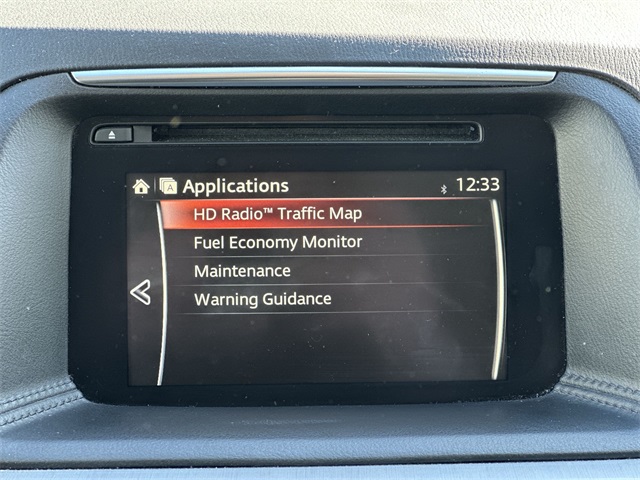 A Applications 12:33
HD Radio™ Traffic Map
Fuel Economy Monitor
Maintenance
Warning Guidance